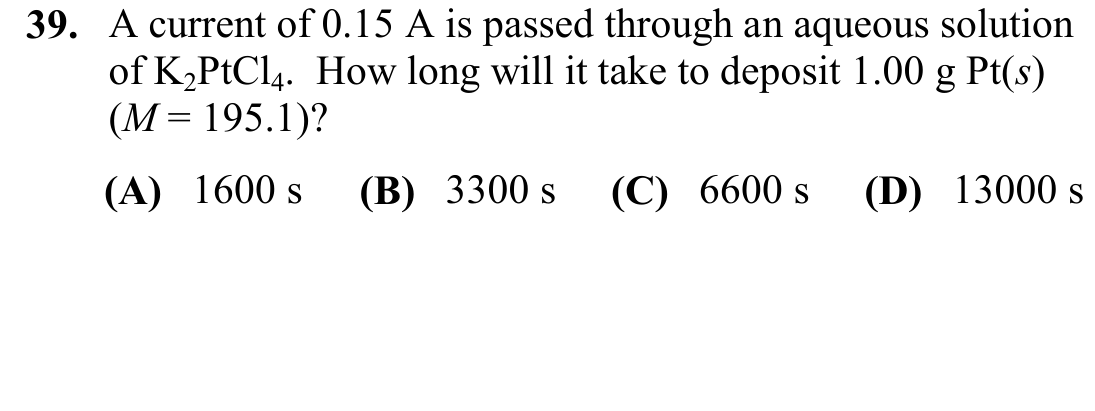 39. A current of 0.15 A is passed through an aqueous solution
of K₂PtCl₄. How long will it take to deposit 1.00 g Pt(s)
(M = 195.1)?
(A) 1600 s (B) 3300 s (C) 6600 s (D) 13000 s